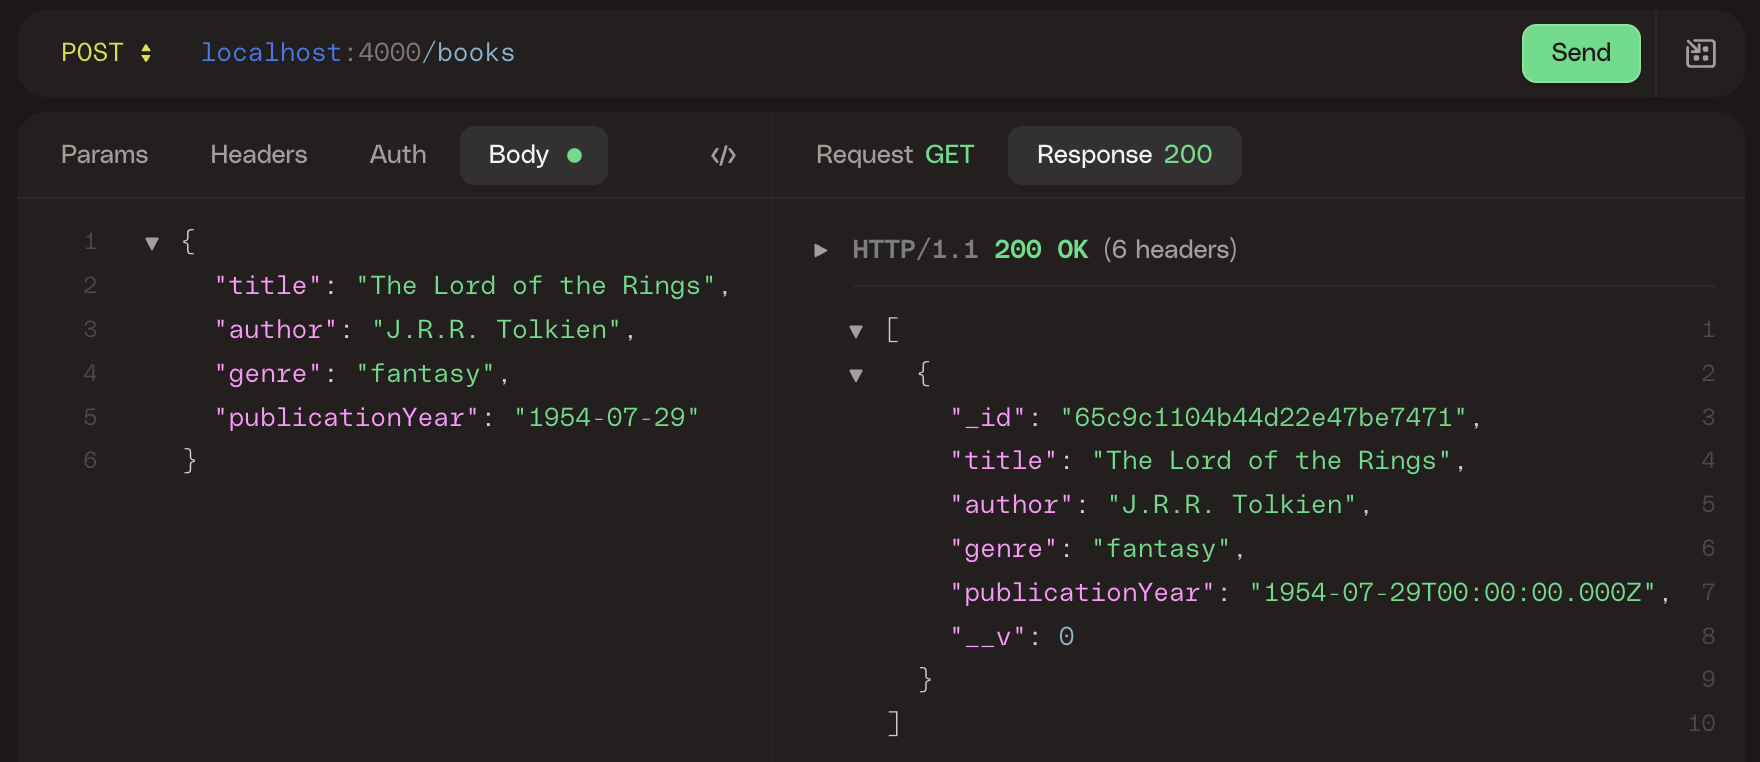 POST localhost:4000/books Send
Params Headers Auth Body </>
1 {
2 "title": "The Lord of the Rings",
3 "author": "J.R.R. Tolkien",
4 "genre": "fantasy",
5 "publicationYear": "1954-07-29"
6 }
Request GET Response 200
HTTP/1.1 200 OK (6 headers)
[ 1
{ 2
"_id": "65c9c1104b44d22e47be7471", 3
"title": "The Lord of the Rings", 4
"author": "J.R.R. Tolkien", 5
"genre": "fantasy", 6
"publicationYear": "1954-07-29T00:00:00.000Z", 7
"__v": 0 8
} 9
] 10